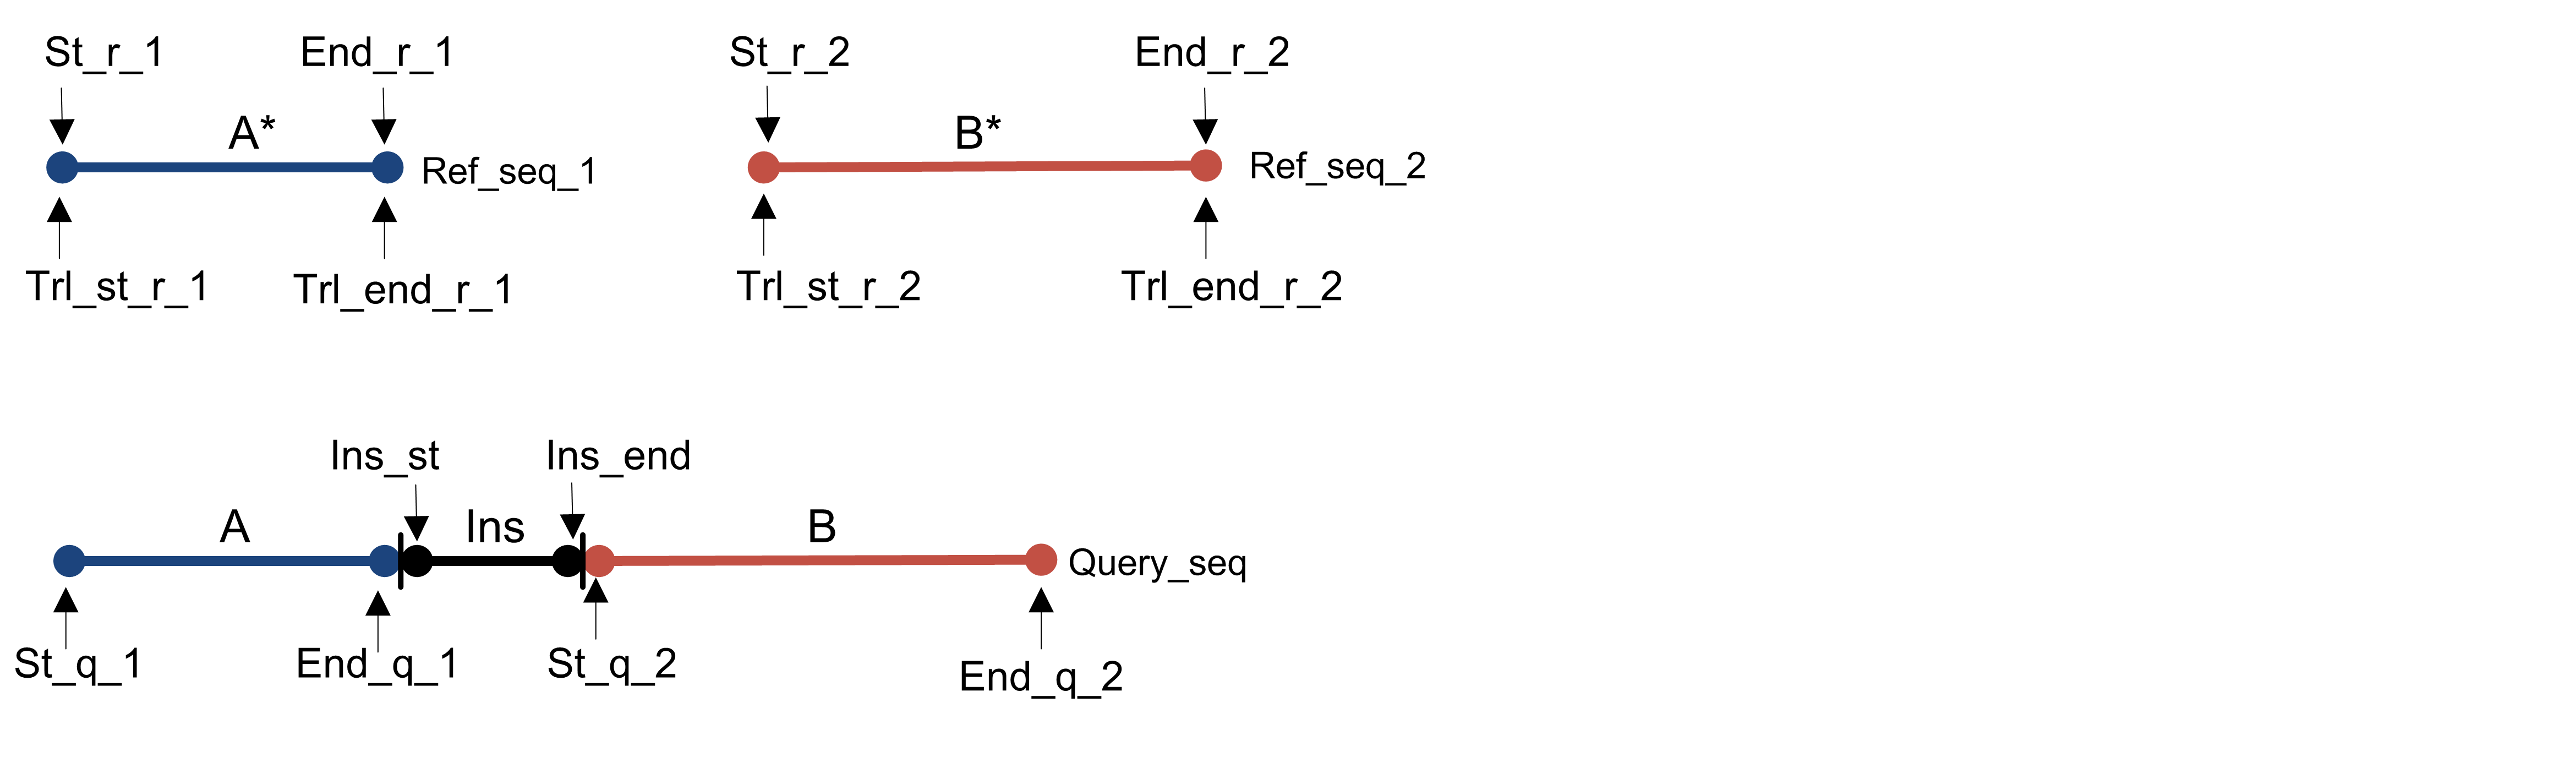 St_r_1 End_r_1 St_r_2 End_r_2
A* B*
Ref_seq_1 Ref_seq_2
Trl_st_r_1 Trl_end_r_1 Trl_st_r_2 Trl_end_r_2
Ins_st Ins_end
A Ins B
Query_seq
St_q_1 End_q_1 St_q_2 End_q_2